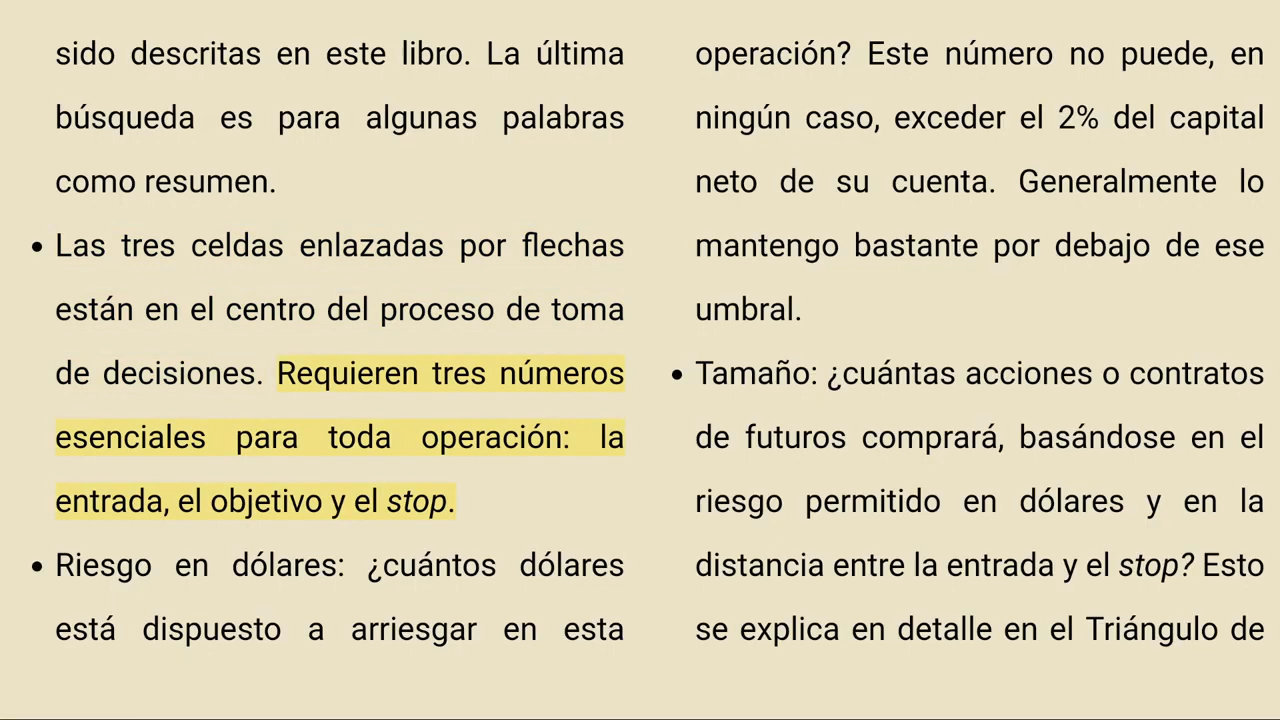 sido descritas en este libro. La última
búsqueda es para algunas palabras
como resumen.
• Las tres celdas enlazadas por flechas
están en el centro del proceso de toma
de decisiones. Requieren tres números
esenciales para toda operación: la
entrada, el objetivo y el stop.
• Riesgo en dólares: ¿cuántos dólares
está dispuesto a arriesgar en esta
operación? Este número no puede, en
ningún caso, exceder el 2% del capital
neto de su cuenta. Generalmente lo
mantengo bastante por debajo de ese
umbral.
• Tamaño: ¿cuántas acciones o contratos
de futuros comprará, basándose en el
riesgo permitido en dólares y en la
distancia entre la entrada y el stop? Esto
se explica en detalle en el Triángulo de